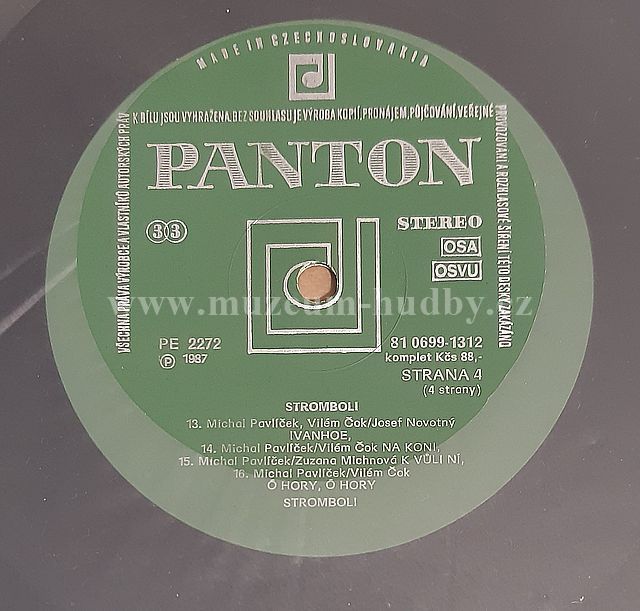 MADE IN CZECHOSLOVAKIA
VŠECHNA PRÁVA VÝROBCE A VLASTNÍKŮ AUTORSKÝCH PRÁV
K DÍLU JSOU VYHRAŽENA. BEZ SOUHLASU JE VÝROBA KOPIÍ, PRONÁJEM, PŮJČOVÁNÍ, VEŘEJNÉ
PROVOZOVÁNÍ A ROZHLASOVÉ ŠÍŘENÍ TÉTO DESKY ZAKÁZÁNO
PANTON
33
STEREO
OSA
OSVU
www.muzeum-hudby.cz
PE 2272
℗ 1987
81 0699-1312
komplet Kčs 88,-
STRANA 4
(4 strany)
STROMBOLI
13. Michal Pavlíček, Vilém Čok/Josef Novotný
IVANHOE,
14. Michal Pavlíček/Vilém Čok NA KONI,
15. Michal Pavlíček/Zuzana Michnová K VŮLI NÍ,
16. Michal Pavlíček/Vilém Čok
Ó HORY, Ó HORY
STROMBOLI